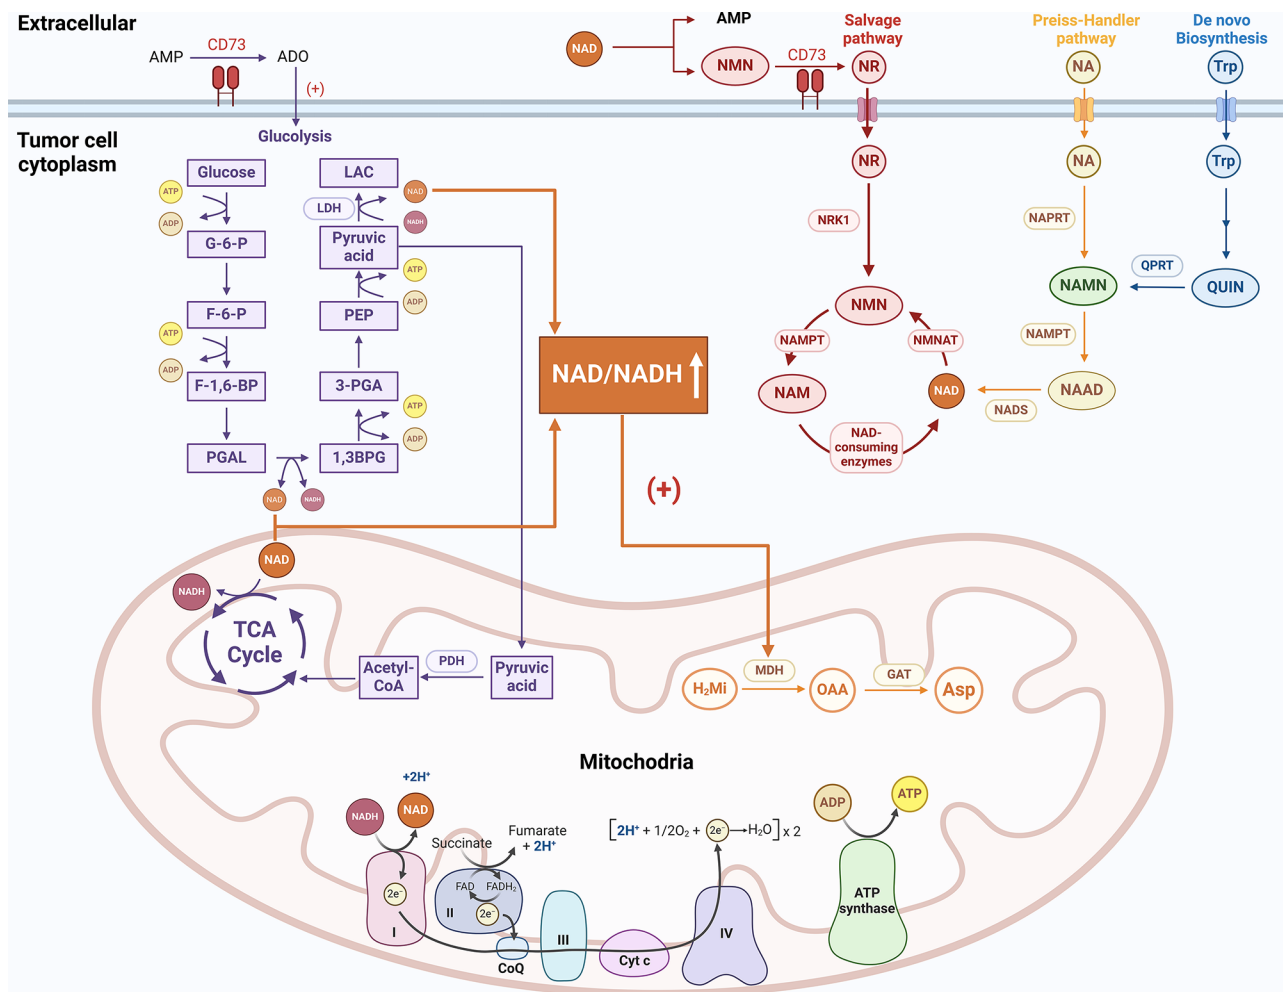 Extracellular
AMP
CD73
ADO
(+)
NAD
AMP
NMN
CD73
Salvage
pathway
NR
Preiss-Handler
pathway
NA
De novo
Biosynthesis
Trp
Tumor cell
cytoplasm
Glucolysis
Glucose
ATP
ADP
G-6-P
F-6-P
ATP
ADP
F-1,6-BP
PGAL
NAD
NADH
LAC
LDH
NAD
NADH
Pyruvic
acid
ATP
ADP
PEP
3-PGA
ATP
ADP
1,3BPG
NAD/NADH
(+)
NR
NRK1
NMN
NAMPT
NMNAT
NAM
NAD
NAD-
consuming
enzymes
NA
NAPRT
NAMN
NAMPT
NAAD
NADS
Trp
QPRT
QUIN
NAD
NADH
TCA
Cycle
Acetyl-
CoA
PDH
Pyruvic
acid
H₂Mi
MDH
OAA
GAT
Asp
Mitochodria
+2H⁺
NADH
NAD
2e⁻
I
Succinate
Fumarate
+ 2H⁺
FAD
FADH₂
II
2e⁻
CoQ
III
Cyt c
IV
[2H⁺ + 1/2O₂ + 2e⁻→H₂O] x 2
ADP
ATP
ATP
synthase